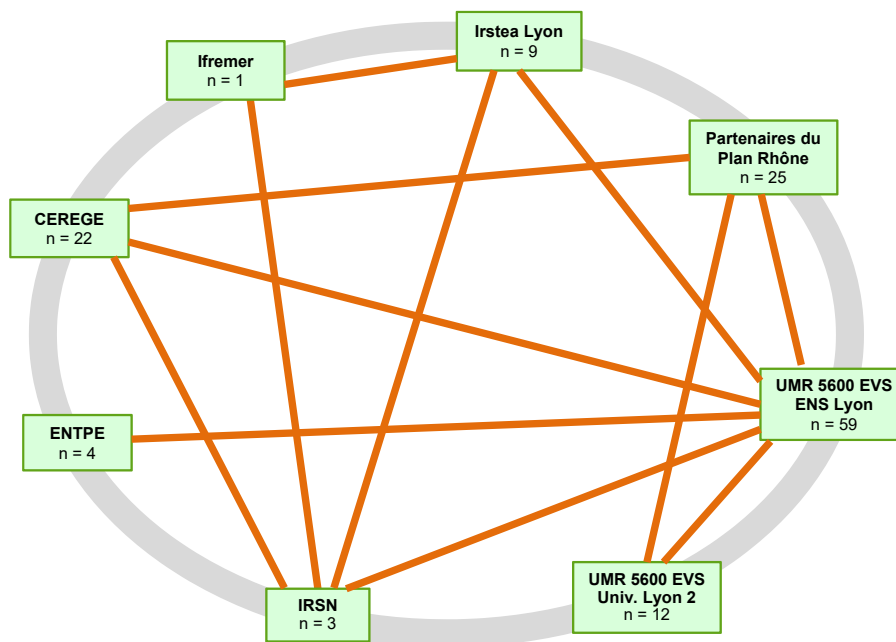 Irstea Lyon
n = 9
Ifremer
n = 1
Partenaires du
Plan Rhône
n = 25
CEREGE
n = 22
UMR 5600 EVS
ENS Lyon
n = 59
ENTPE
n = 4
UMR 5600 EVS
Univ. Lyon 2
n = 12
IRSN
n = 3